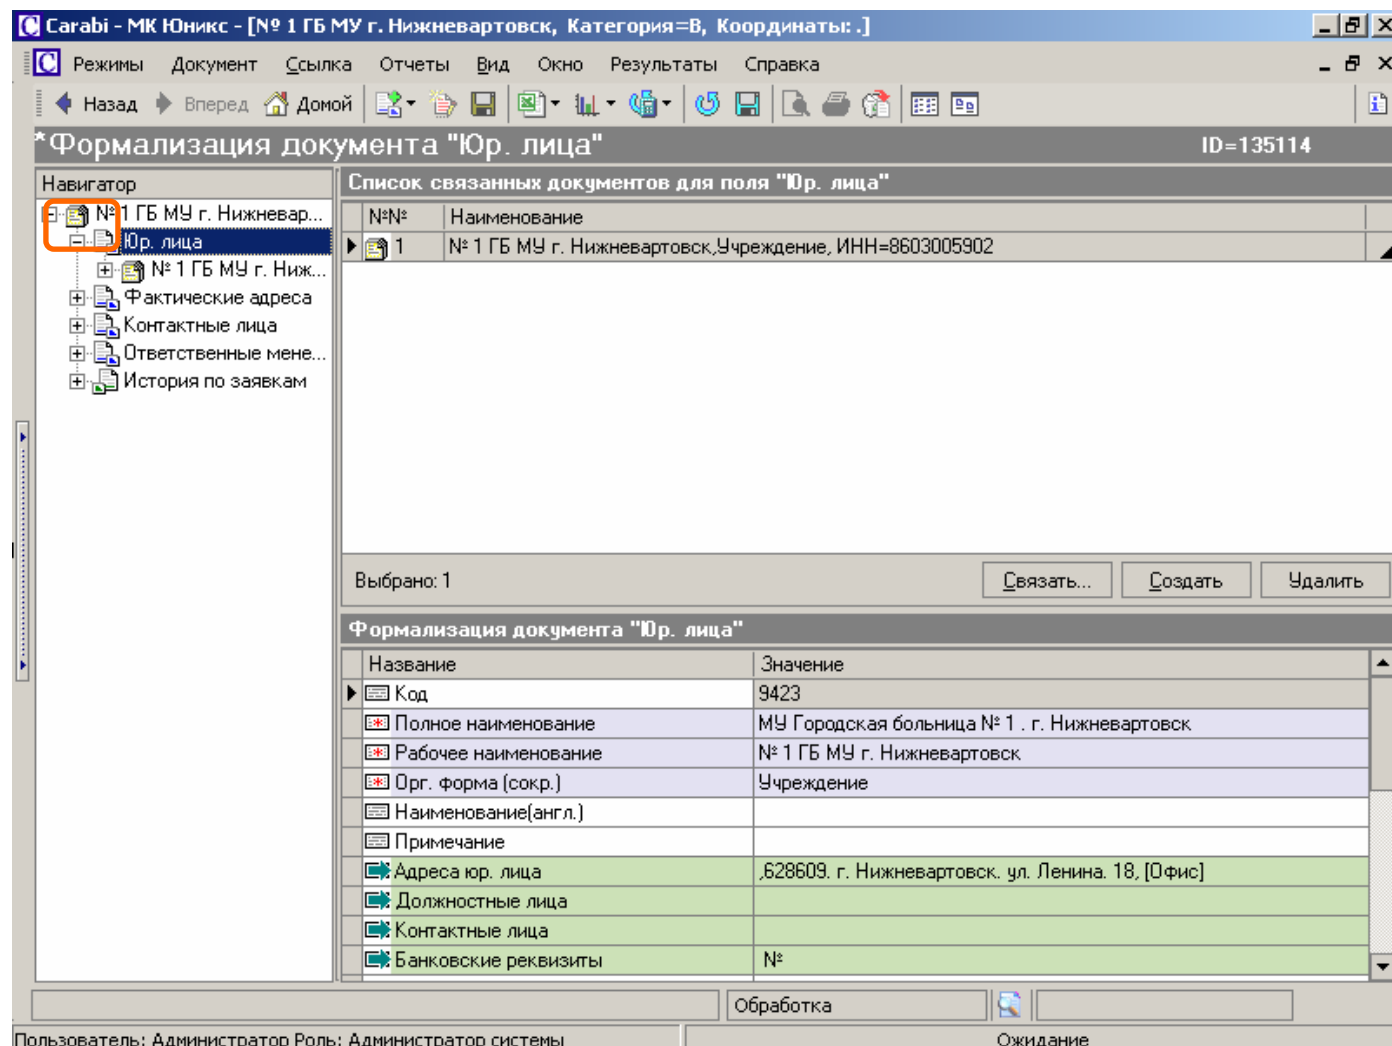 Carabi - МК Юникс - [№ 1 ГБ МУ г. Нижневартовск, Категория=B, Координаты: .]
Режимы Документ Ссылка Отчеты Вид Окно Результаты Справка
Назад Вперед Домой
*Формализация документа "Юр. лица" ID=135114
Навигатор
№ 1 ГБ МУ г. Нижневар...
Юр. лица
№ 1 ГБ МУ г. Ниж...
Фактические адреса
Контактные лица
Ответственные мене...
История по заявкам
Список связанных документов для поля "Юр. лица"
№№ Наименование
1 № 1 ГБ МУ г. Нижневартовск,Учреждение, ИНН=8603005902
Выбрано: 1 Связать... Создать Удалить
Формализация документа "Юр. лица"
Название Значение
Код 9423
Полное наименование МУ Городская больница № 1 . г. Нижневартовск
Рабочее наименование № 1 ГБ МУ г. Нижневартовск
Орг. форма (сокр.) Учреждение
Наименование(англ.)
Примечание
Адреса юр. лица ,628609. г. Нижневартовск. ул. Ленина. 18, [Офис]
Должностные лица
Контактные лица
Банковские реквизиты №
Обработка
Пользователь: Администратор Роль: Администратор системы Ожидание